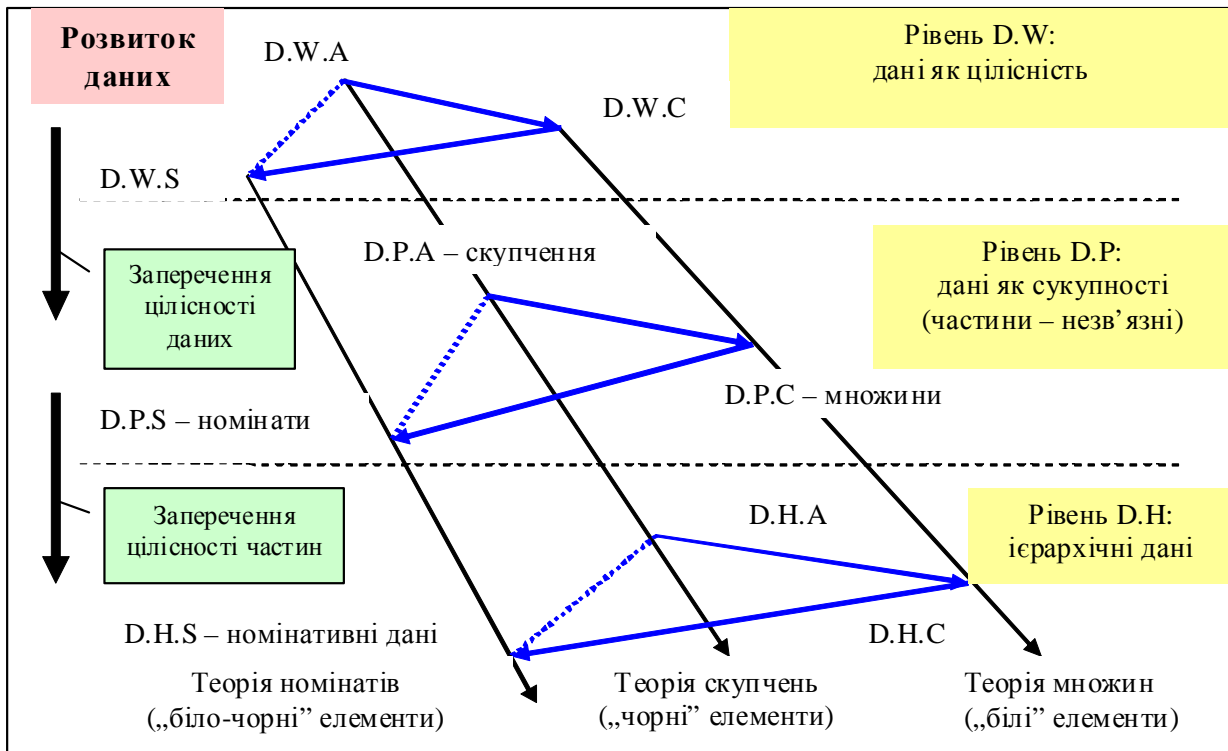 Розвиток
даних
D.W.A
Рівень D.W:
дані як цілісність
D.W.C
D.W.S
D.P.A – скупчення
Рівень D.P:
дані як сукупності
(частини – незв’язні)
Заперечення
цілісності
даних
D.P.C – множини
D.P.S – номінати
Заперечення
цілісності частин
D.H.A
Рівень D.H:
ієрархічні дані
D.H.S – номінативні дані
D.H.C
Теорія номінатів
(„біло-чорні” елементи)
Теорія скупчень
(„чорні” елементи)
Теорія множин
(„білі” елементи)